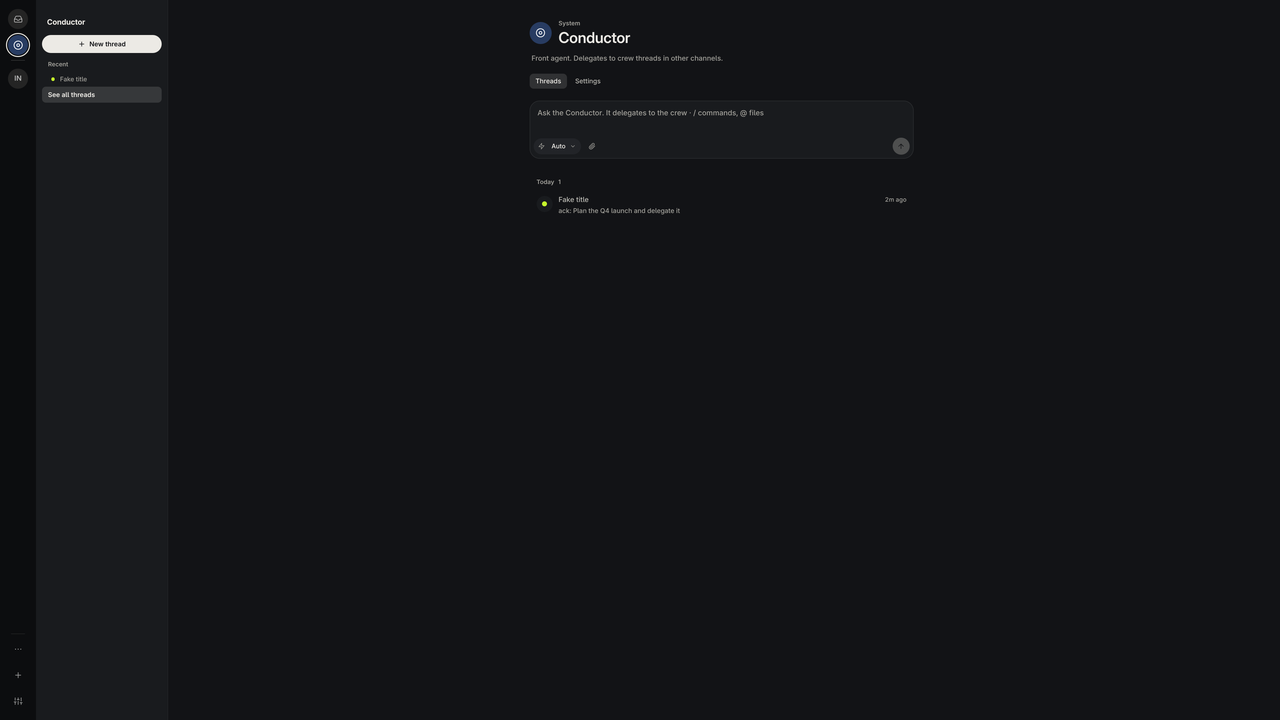 Conductor
New thread
Recent
Fake title
See all threads
IN
System
Conductor
Front agent. Delegates to crew threads in other channels.
Threads Settings
Ask the Conductor. It delegates to the crew · / commands, @ files
Auto
Today 1
Fake title 2m ago
ack: Plan the Q4 launch and delegate it